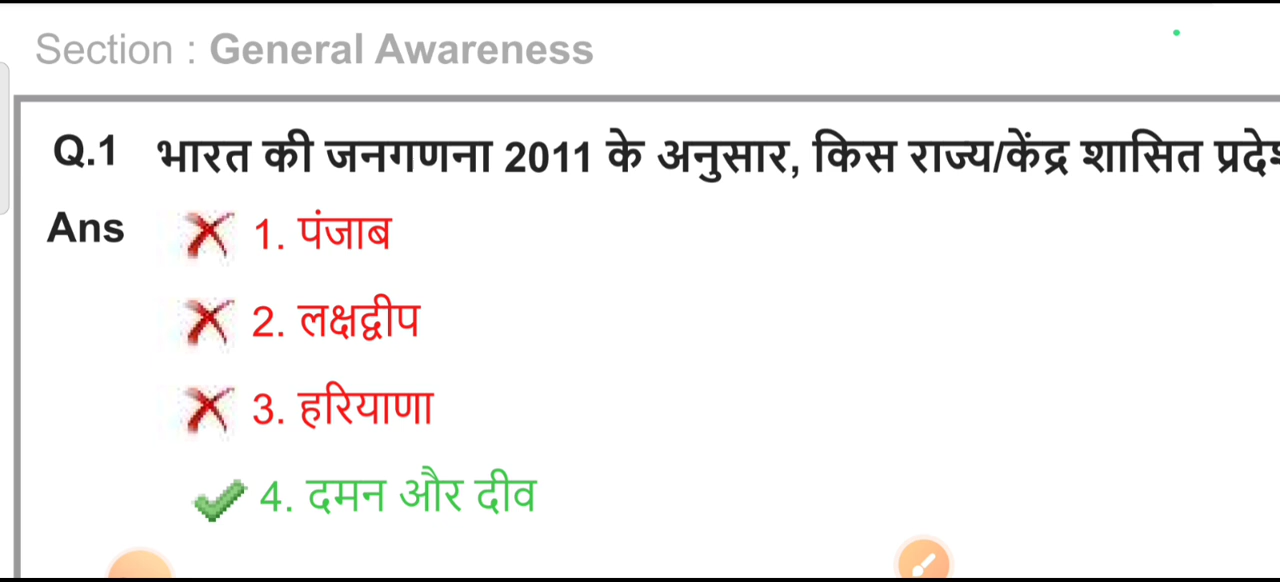 Section : General Awareness
Q.1 भारत की जनगणना 2011 के अनुसार, किस राज्य/केंद्र शासित
Ans 1. पंजाब
2. लक्षद्वीप
3. हरियाणा
4. दमन और दीव